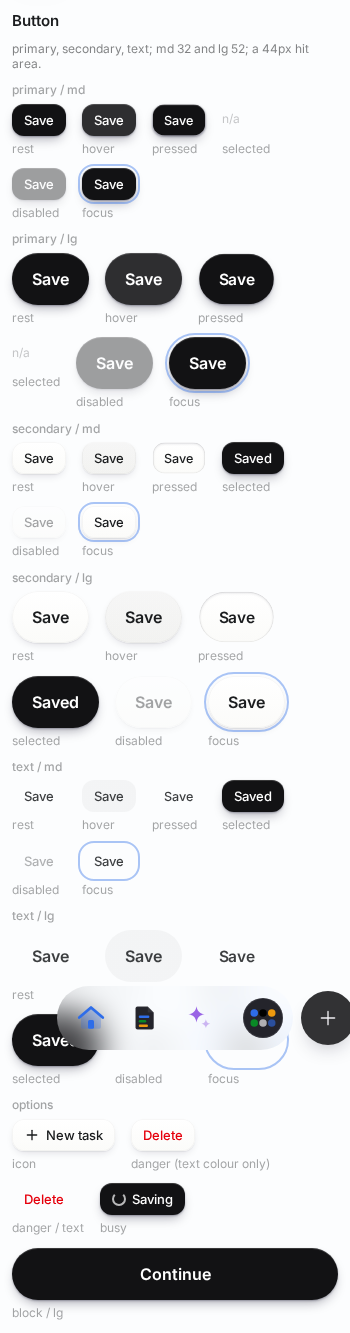 Button
primary, secondary, text; md 32 and lg 52; a 44px hit
area.
primary / md
Save Save Save n/a
rest hover pressed selected
Save Save
disabled focus
primary / lg
Save Save Save
rest hover pressed
n/a Save Save
selected disabled focus
secondary / md
Save Save Save Saved
rest hover pressed selected
Save Save
disabled focus
secondary / lg
Save Save Save
rest hover pressed
Saved Save Save
selected disabled focus
text / md
Save Save Save Saved
rest hover pressed selected
Save Save
disabled focus
text / lg
Save Save Save
rest
selected disabled focus
options
New task Delete
icon danger (text colour only)
Delete Saving
danger / text busy
Continue
block / lg